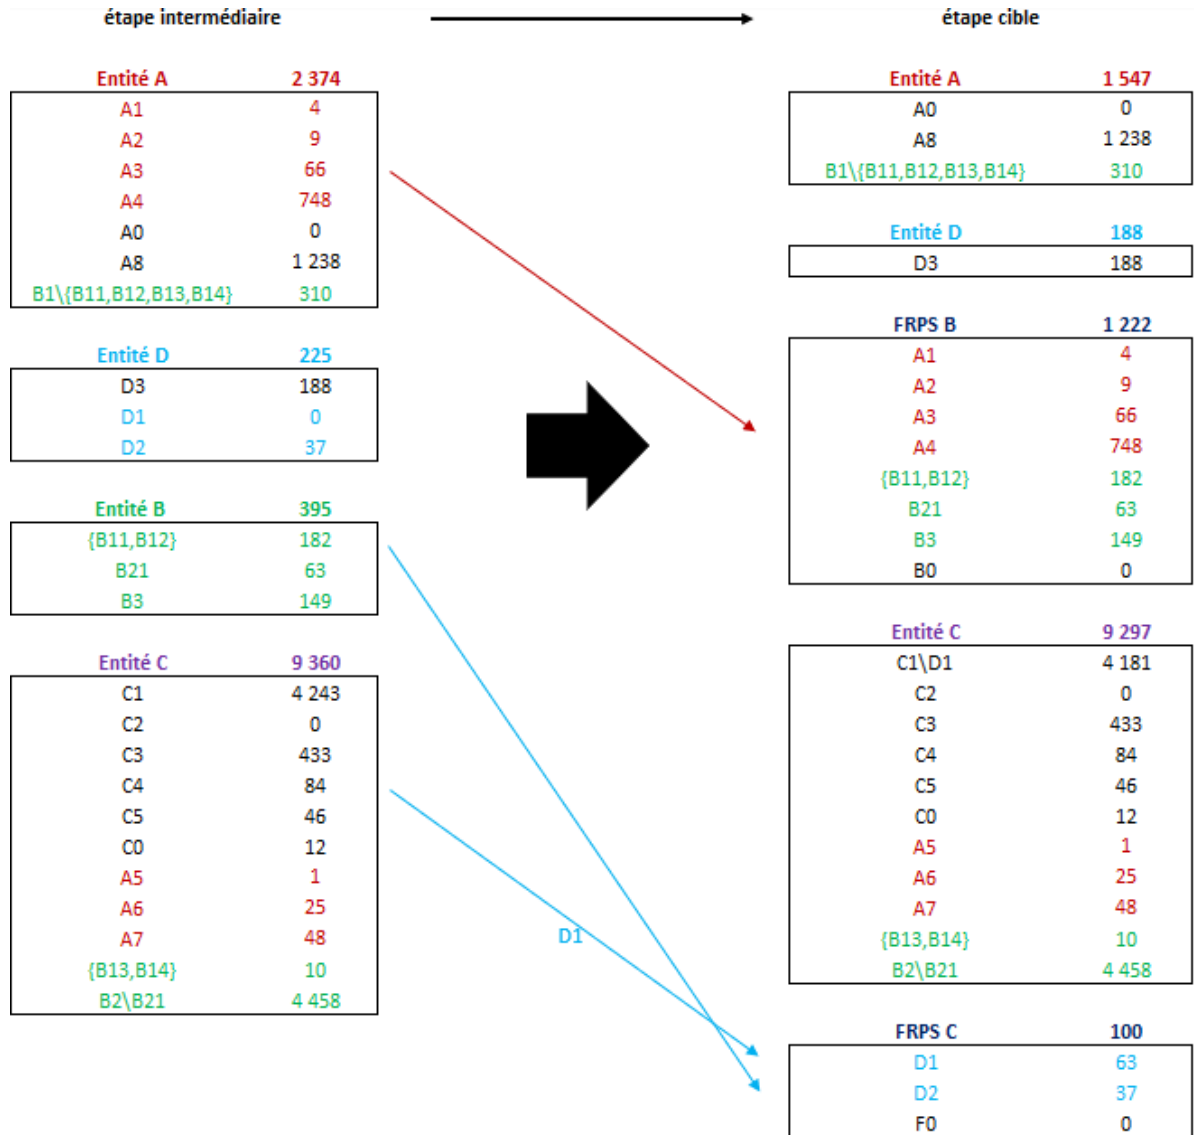 étape intermédiaire
étape cible
Entité A 2 374
A1 4
A2 9
A3 66
A4 748
A0 0
A8 1 238
B1\{B11,B12,B13,B14} 310
Entité D 225
D3 188
D1 0
D2 37
Entité B 395
{B11,B12} 182
B21 63
B3 149
Entité C 9 360
C1 4 243
C2 0
C3 433
C4 84
C5 46
C0 12
A5 1
A6 25
A7 48
{B13,B14} 10
B2\B21 4 458
D1
Entité A 1 547
A0 0
A8 1 238
B1\{B11,B12,B13,B14} 310
Entité D 188
D3 188
FRPS B 1 222
A1 4
A2 9
A3 66
A4 748
{B11,B12} 182
B21 63
B3 149
B0 0
Entité C 9 297
C1\D1 4 181
C2 0
C3 433
C4 84
C5 46
C0 12
A5 1
A6 25
A7 48
{B13,B14} 10
B2\B21 4 458
FRPS C 100
D1 63
D2 37
F0 0